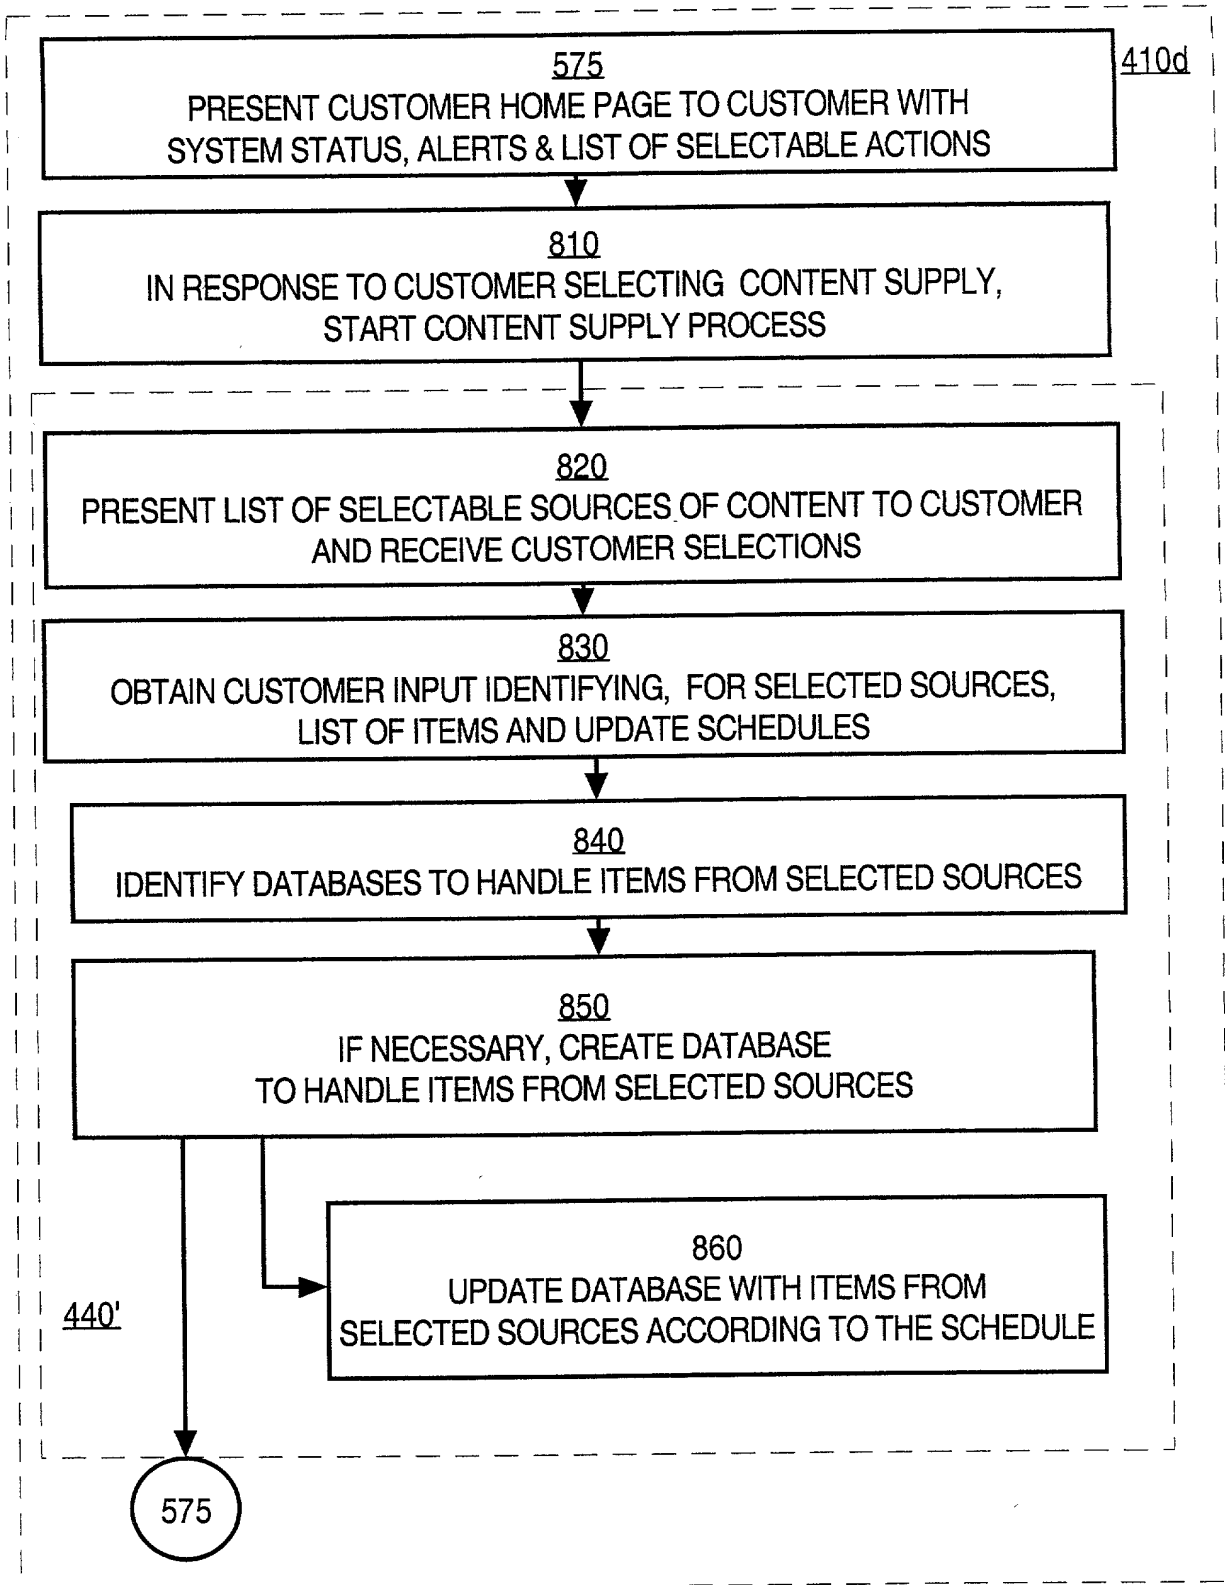 575
410d
PRESENT CUSTOMER HOME PAGE TO CUSTOMER WITH
SYSTEM STATUS, ALERTS & LIST OF SELECTABLE ACTIONS
810
IN RESPONSE TO CUSTOMER SELECTING CONTENT SUPPLY,
START CONTENT SUPPLY PROCESS
820
PRESENT LIST OF SELECTABLE SOURCES OF CONTENT TO CUSTOMER
AND RECEIVE CUSTOMER SELECTIONS
830
OBTAIN CUSTOMER INPUT IDENTIFYING, FOR SELECTED SOURCES,
LIST OF ITEMS AND UPDATE SCHEDULES
840
IDENTIFY DATABASES TO HANDLE ITEMS FROM SELECTED SOURCES
850
IF NECESSARY, CREATE DATABASE
TO HANDLE ITEMS FROM SELECTED SOURCES
860
UPDATE DATABASE WITH ITEMS FROM
SELECTED SOURCES ACCORDING TO THE SCHEDULE
440'
575